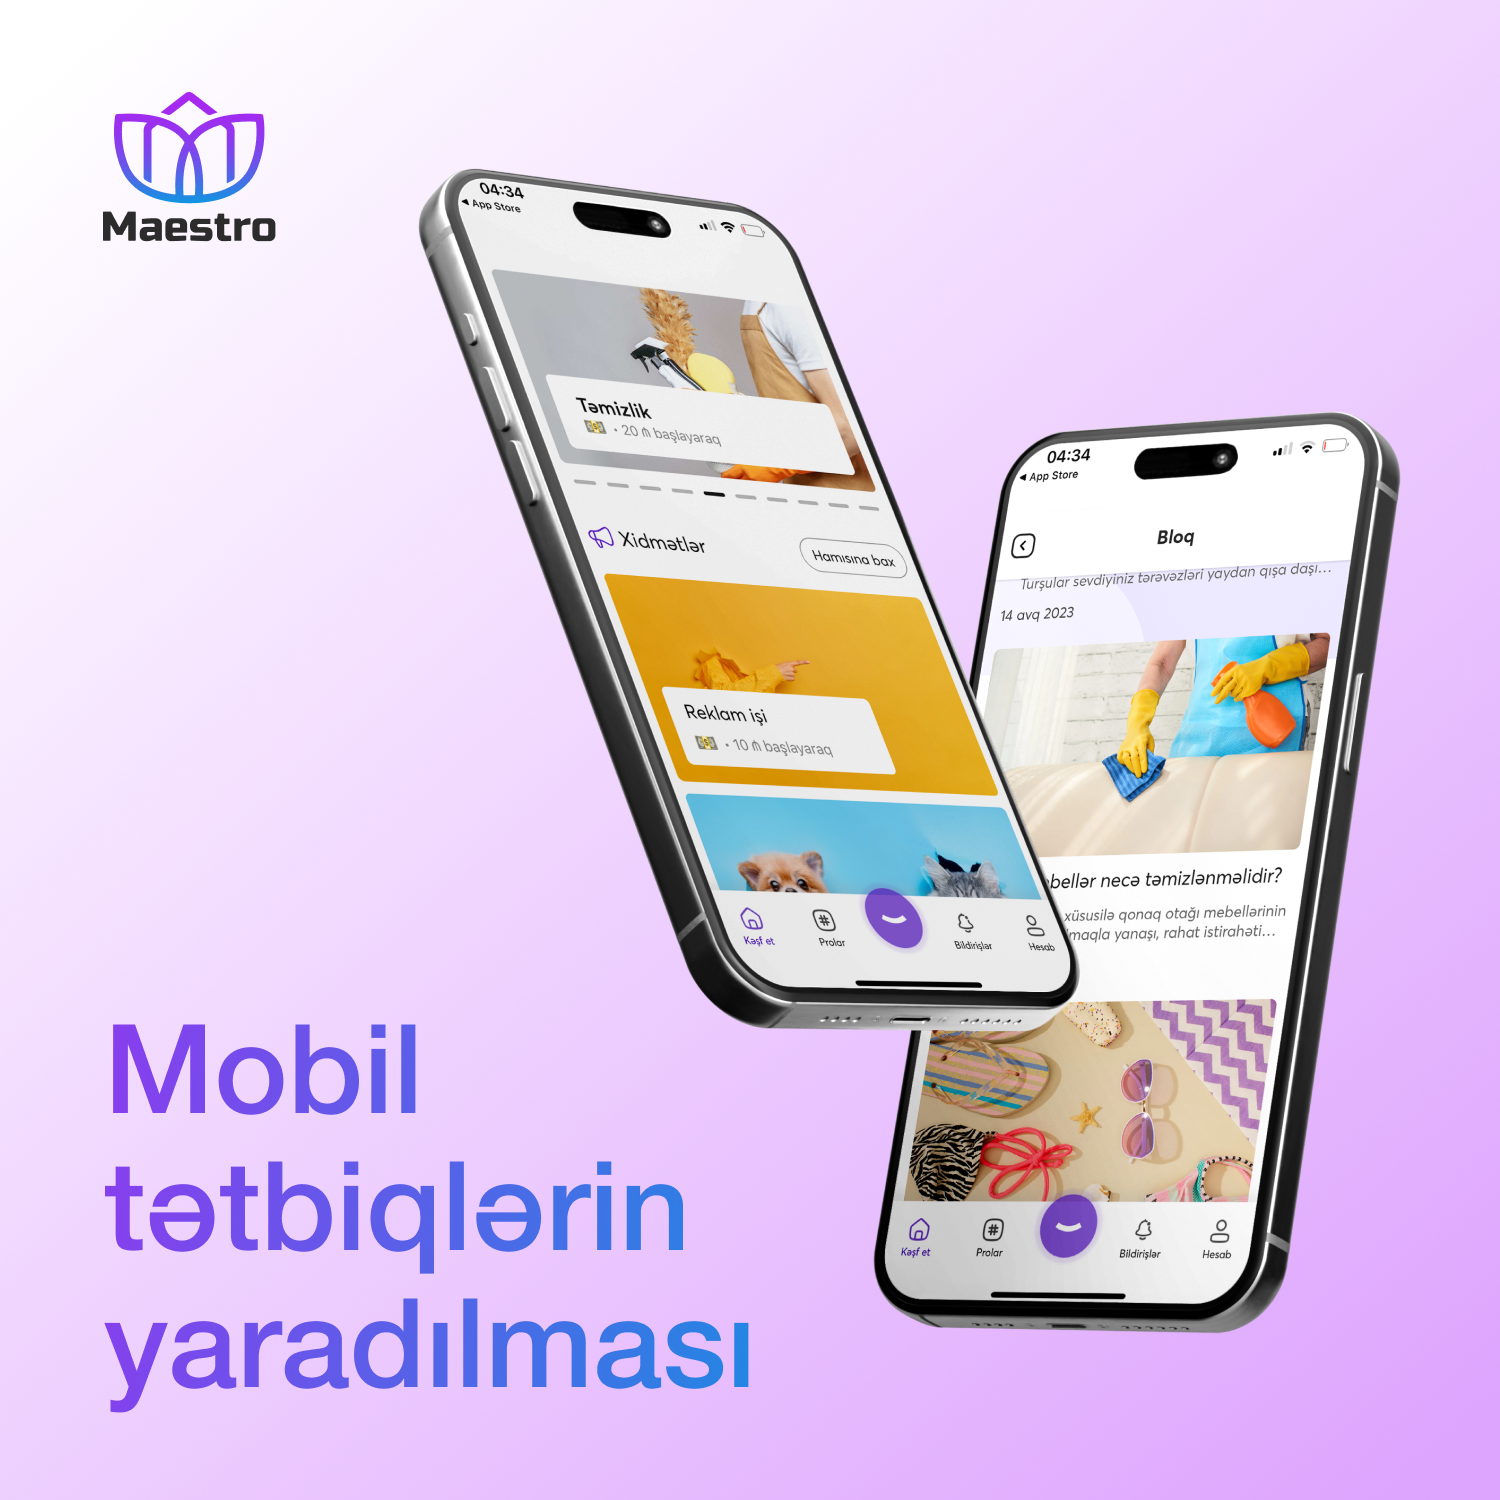 Maestro
04:34
App Store
Təmizlik
• 20 ₼ başlayaraq
Xidmətlər
Hamısına bax
Reklam işi
• 10 ₼ başlayaraq
Kəşf et
Prolar
Bildirişlər
Hesab
04:34
App Store
Bloq
Turşular sevdiyiniz tərəvəzləri yaydan qışa daşı...
14 avq 2023
necə təmizlənməlidir?
xüsusilə qonaq otağı mebellərinin
yanaşı, rahat istirahəti...
Kəşf et
Prolar
Bildirişlər
Hesab
Mobil
tətbiqlərin
yaradılması